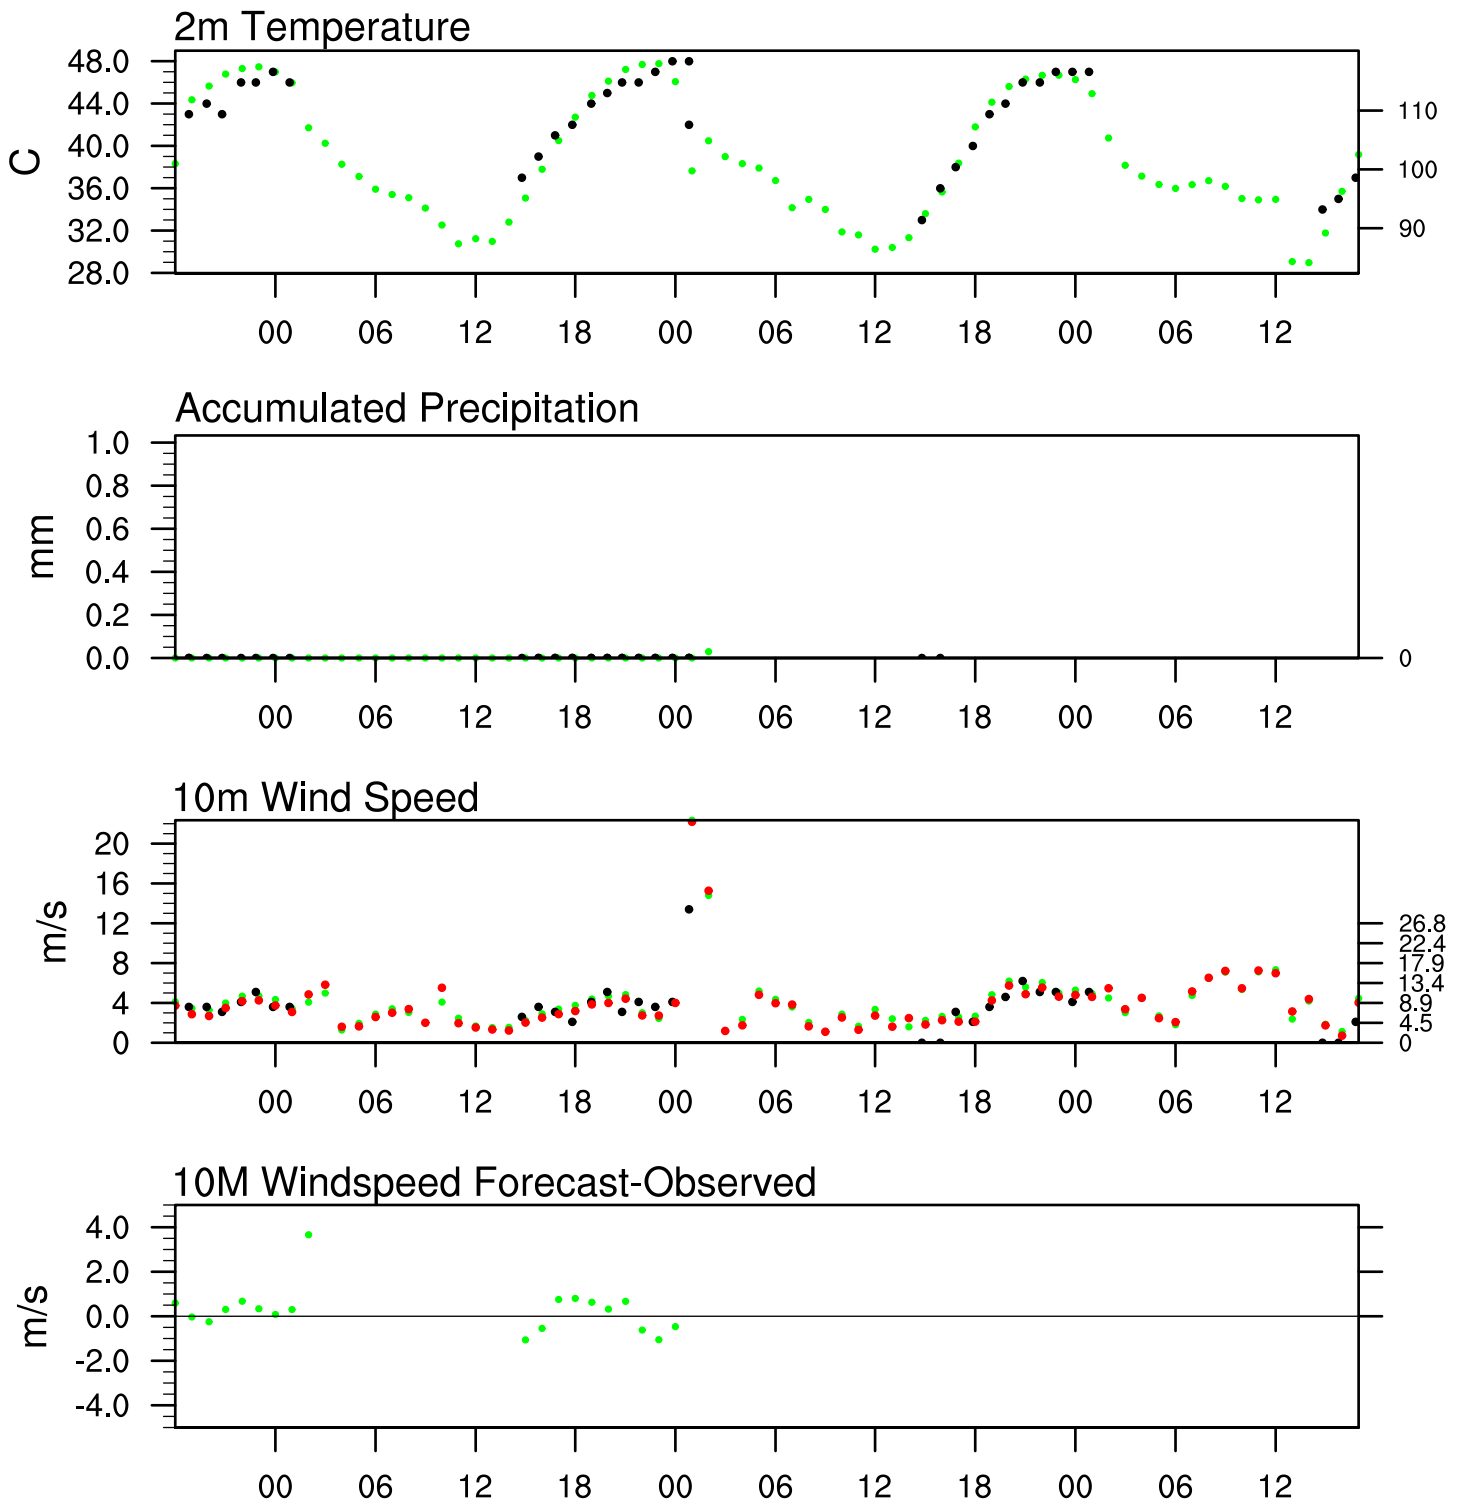 2m Temperature
48.0
44.0
40.0
36.0
32.0
28.0
C
110
100
90
00 06 12 18 00 06 12 18 00 06 12
Accumulated Precipitation
1.0
0.8
0.6
0.4
0.2
0.0
mm
0
00 06 12 18 00 06 12 18 00 06 12
10m Wind Speed
20
16
12
8
4
0
m/s
26.8
22.4
17.9
13.4
8.9
4.5
0
00 06 12 18 00 06 12 18 00 06 12
10M Windspeed Forecast-Observed
4.0
2.0
0.0
-2.0
-4.0
m/s
00 06 12 18 00 06 12 18 00 06 12